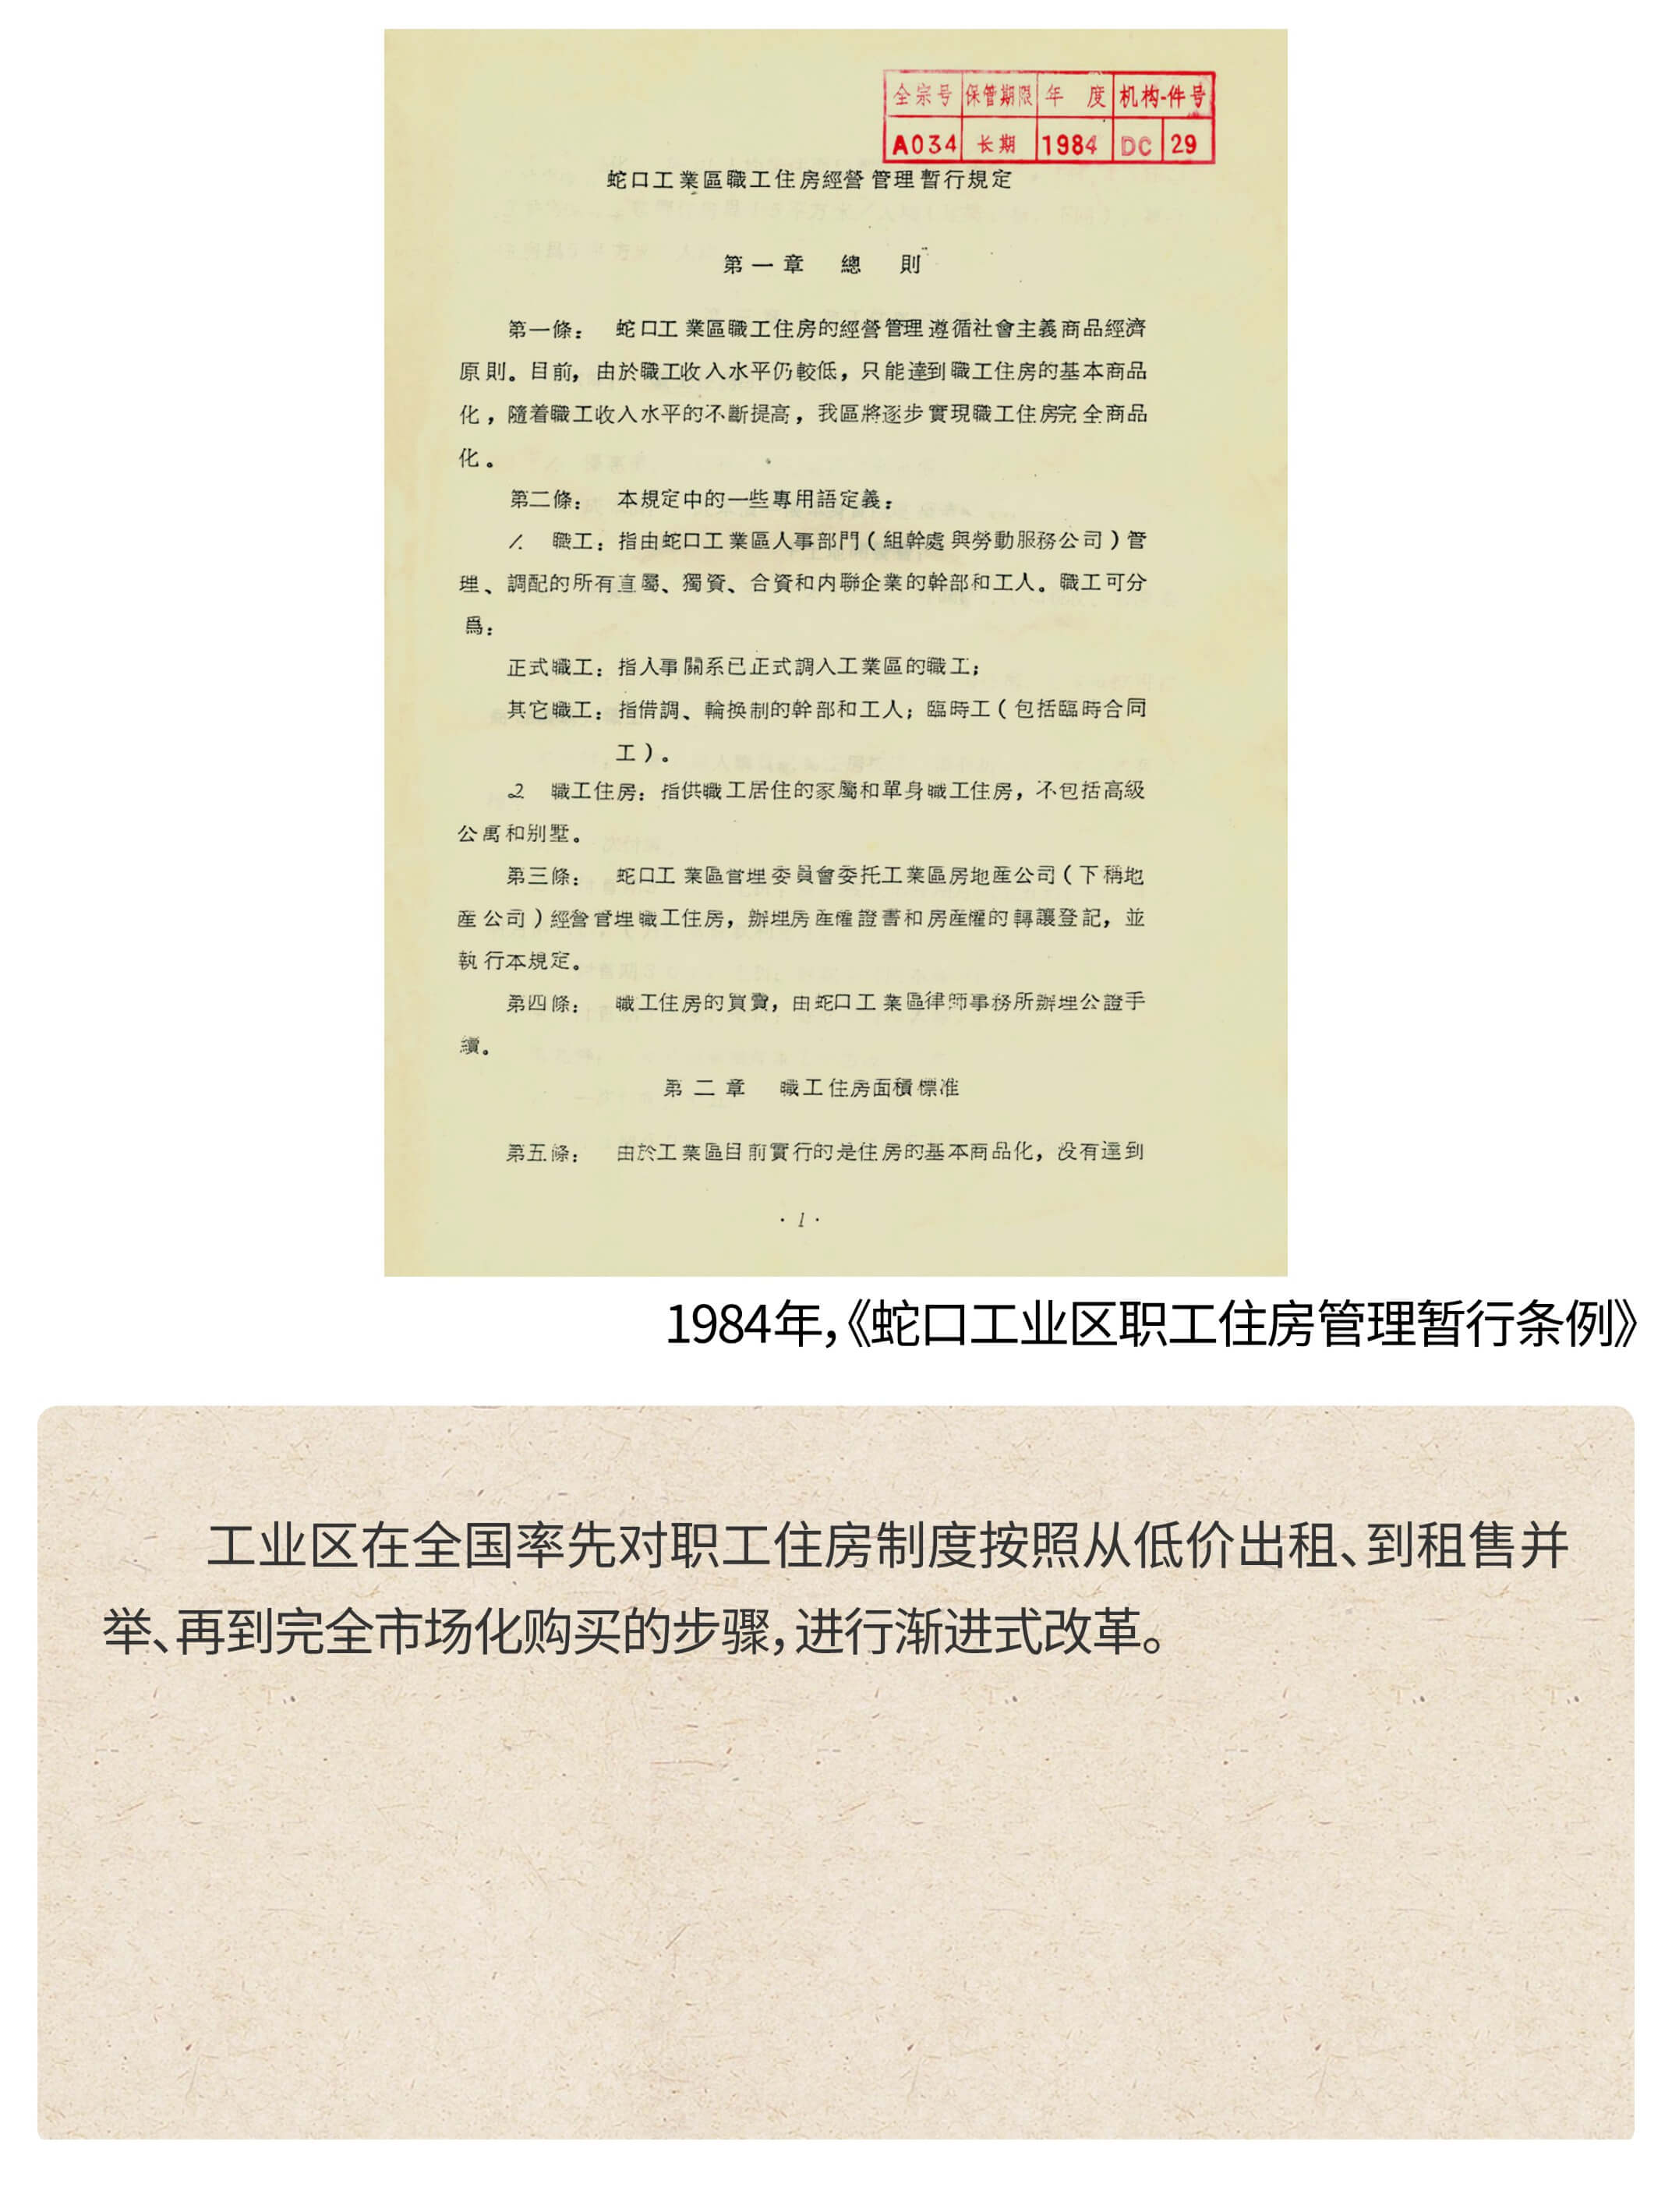 全宗号 保管期限 年 度 机构-件号
A034 长期 1984 DC 29
蛇口工業區職工住房經營管理暫行規定
第一章 總 則
第一條： 蛇口工業區職工住房的經營管理遵循社會主義商品經濟
原則。目前，由於職工收入水平仍較低，只能達到職工住房的基本商品
化，隨着職工收入水平的不斷提高，我區將逐步實現職工住房完全商品
化。
第二條： 本規定中的一些專用語定義：
1. 職工：指由蛇口工業區人事部門（組幹處與勞動服務公司）管
理、調配的所有直屬、獨資、合資和内聯企業的幹部和工人。職工可分
爲：
正式職工：指人事關系已正式調入工業區的職工；
其它職工：指借調、輪换制的幹部和工人；臨時工（包括臨時合同
工）。
2 職工住房：指供職工居住的家屬和單身職工住房，不包括高級
公寓和别墅。
第三條： 蛇口工業區管理委員會委托工業區房地産公司（下稱地
産公司）經營管理職工住房，辦理房産權證書和房産權的轉讓登記，並
執行本規定。
第四條： 職工住房的買賣，由蛇口工業區律師事務所辦理公證手
續。
第二章 職工住房面積標准
第五條： 由於工業區目前實行的是住房的基本商品化，没有達到
·1·
1984年，《蛇口工业区职工住房管理暂行条例》
工业区在全国率先对职工住房制度按照从低价出租、到租售并
举、再到完全市场化购买的步骤，进行渐进式改革。